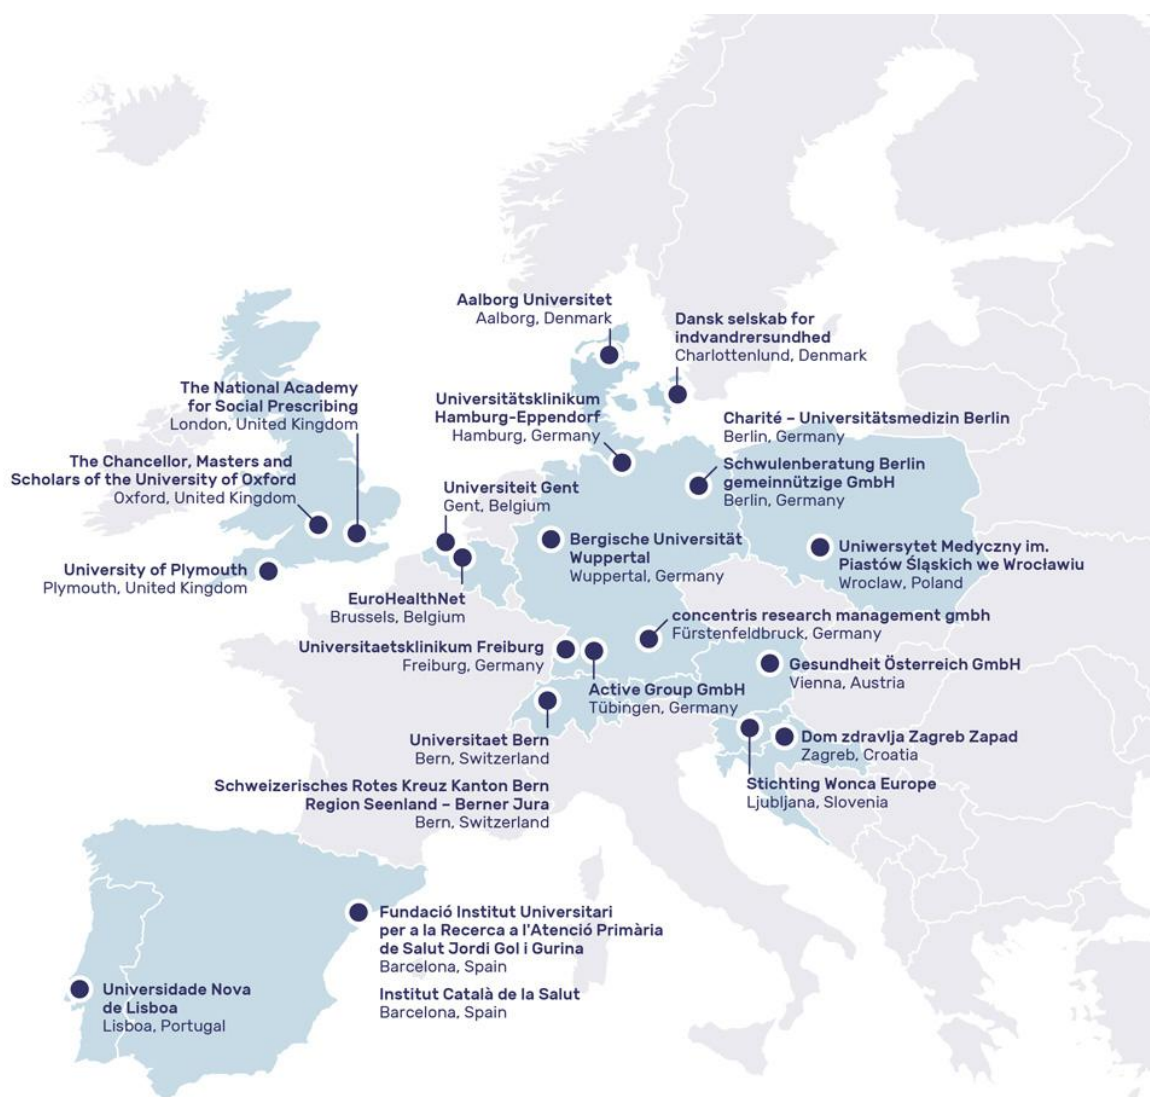 Aalborg Universitet
Aalborg, Denmark
Dansk selskab for
indvandrersundhed
Charlottenlund, Denmark
The National Academy
for Social Prescribing
London, United Kingdom
Universitätsklinikum
Hamburg-Eppendorf
Hamburg, Germany
Charité – Universitätsmedizin Berlin
Berlin, Germany
Schwulenberatung Berlin
gemeinnützige GmbH
Berlin, Germany
The Chancellor, Masters and
Scholars of the University of Oxford
Oxford, United Kingdom
Universiteit Gent
Gent, Belgium
Bergische Universität
Wuppertal
Wuppertal, Germany
Uniwersytet Medyczny im.
Piastów Śląskich we Wrocławiu
Wroclaw, Poland
University of Plymouth
Plymouth, United Kingdom
EuroHealthNet
Brussels, Belgium
concentris research management gmbh
Fürstenfeldbruck, Germany
Universitaetsklinikum Freiburg
Freiburg, Germany
Gesundheit Österreich GmbH
Vienna, Austria
Active Group GmbH
Tübingen, Germany
Universitaet Bern
Bern, Switzerland
Dom zdravlja Zagreb Zapad
Zagreb, Croatia
Schweizerisches Rotes Kreuz Kanton Bern
Region Seenland – Berner Jura
Bern, Switzerland
Stichting Wonca Europe
Ljubljana, Slovenia
Fundació Institut Universitari
per a la Recerca a l'Atenció Primària
de Salut Jordi Gol i Gurina
Barcelona, Spain
Institut Català de la Salut
Barcelona, Spain
Universidade Nova
de Lisboa
Lisboa, Portugal